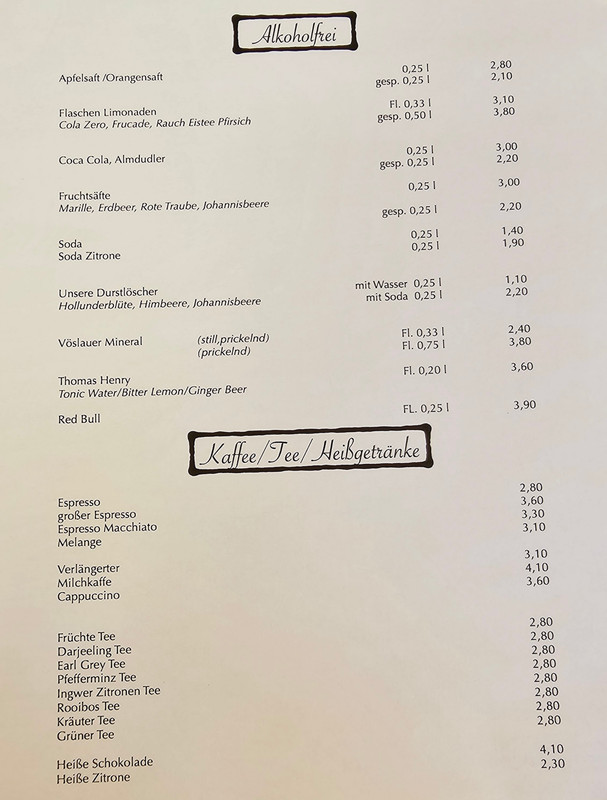 Alkoholfrei
Apfelsaft /Orangensaft 0,25 l 2,80
gesp. 0,25 l 2,10
Flaschen Limonaden Fl. 0,33 l 3,10
Cola Zero, Frucade, Rauch Eistee Pfirsich gesp. 0,50 l 3,80
Coca Cola, Almdudler 0,25 l 3,00
gesp. 0,25 l 2,20
Fruchtsäfte 0,25 l 3,00
Marille, Erdbeer, Rote Traube, Johannisbeere gesp. 0,25 l 2,20
Soda 0,25 l 1,40
Soda Zitrone 0,25 l 1,90
Unsere Durstlöscher mit Wasser 0,25 l 1,10
Hollunderblüte, Himbeere, Johannisbeere mit Soda 0,25 l 2,20
Vöslauer Mineral (still,prickelnd) Fl. 0,33 l 2,40
(prickelnd) Fl. 0,75 l 3,80
Thomas Henry Fl. 0,20 l 3,60
Tonic Water/Bitter Lemon/Ginger Beer
Red Bull FL. 0,25 l 3,90
Kaffee/Tee/Heißgetränke
Espresso 2,80
großer Espresso 3,60
Espresso Macchiato 3,30
Melange 3,10
Verlängerter 3,10
Milchkaffe 4,10
Cappuccino 3,60
Früchte Tee 2,80
Darjeeling Tee 2,80
Earl Grey Tee 2,80
Pfefferminz Tee 2,80
Ingwer Zitronen Tee 2,80
Rooibos Tee 2,80
Kräuter Tee 2,80
Grüner Tee 2,80
Heiße Schokolade 4,10
Heiße Zitrone 2,30